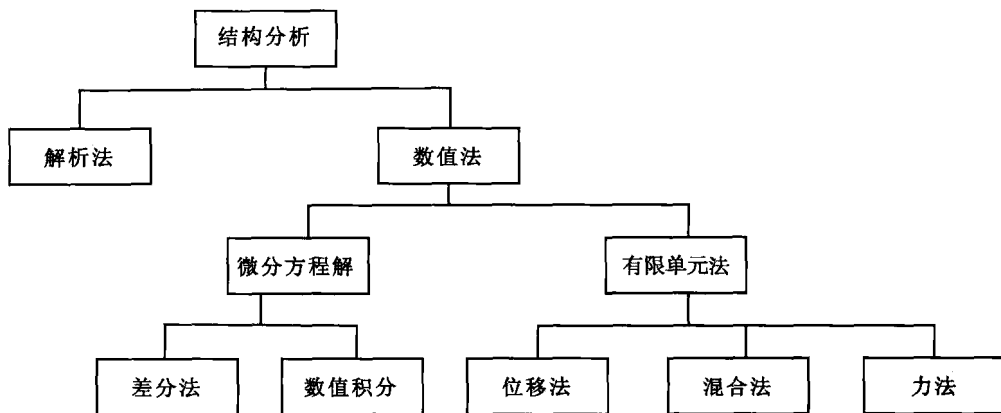 结构分析
解析法
数值法
微分方程解
有限单元法
差分法
数值积分
位移法
混合法
力法